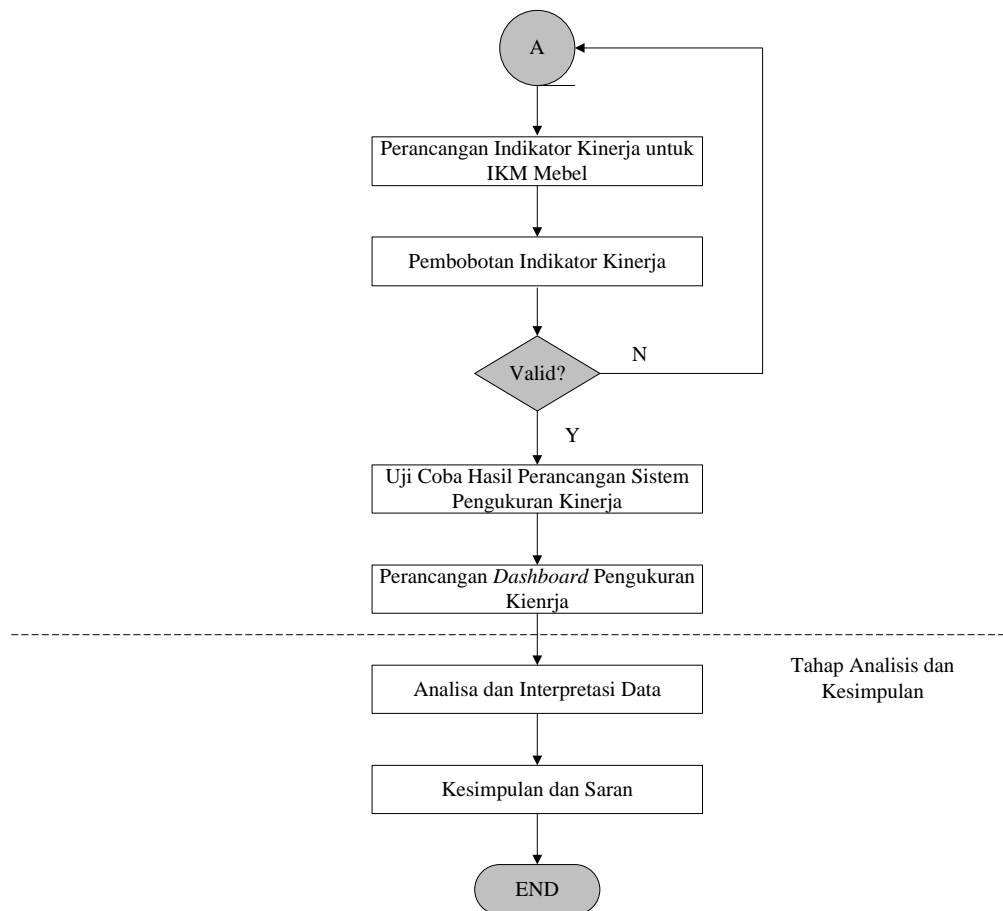 A
Perancangan Indikator Kinerja untuk
IKM Mebel
Pembobotan Indikator Kinerja
Valid?
N
Y
Uji Coba Hasil Perancangan Sistem
Pengukuran Kinerja
Perancangan Dashboard Pengukuran
Kienrja
Tahap Analisis dan
Kesimpulan
Analisa dan Interpretasi Data
Kesimpulan dan Saran
END